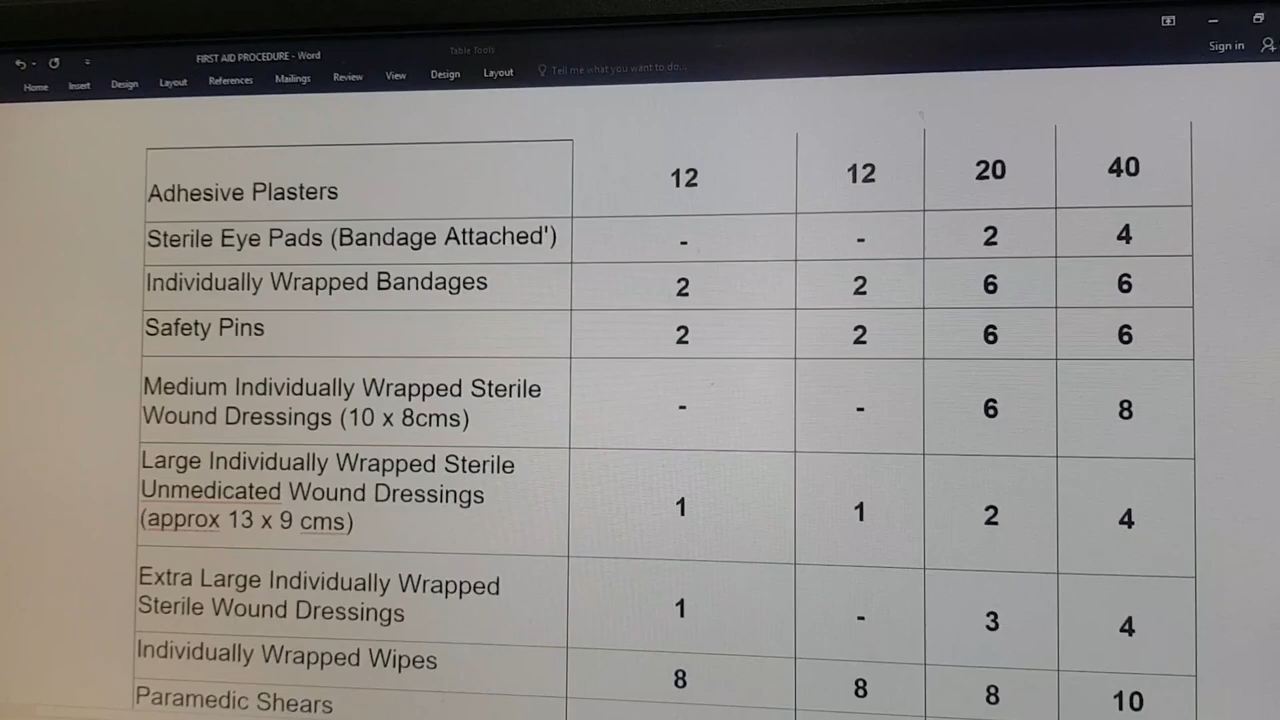 Table Tools
FIRST AID PROCEDURE - Word
Sign in
Home Insert Design Layout References Mailings Review View Design Layout Tell me what you want to do...
Adhesive Plasters 12 12 20 40
Sterile Eye Pads (Bandage Attached') - - 2 4
Individually Wrapped Bandages 2 2 6 6
Safety Pins 2 2 6 6
Medium Individually Wrapped Sterile
Wound Dressings (10 x 8cms) - - 6 8
Large Individually Wrapped Sterile
Unmedicated Wound Dressings
(approx 13 x 9 cms) 1 1 2 4
Extra Large Individually Wrapped
Sterile Wound Dressings 1 - 3 4
Individually Wrapped Wipes 8 8 8 10
Paramedic Shears